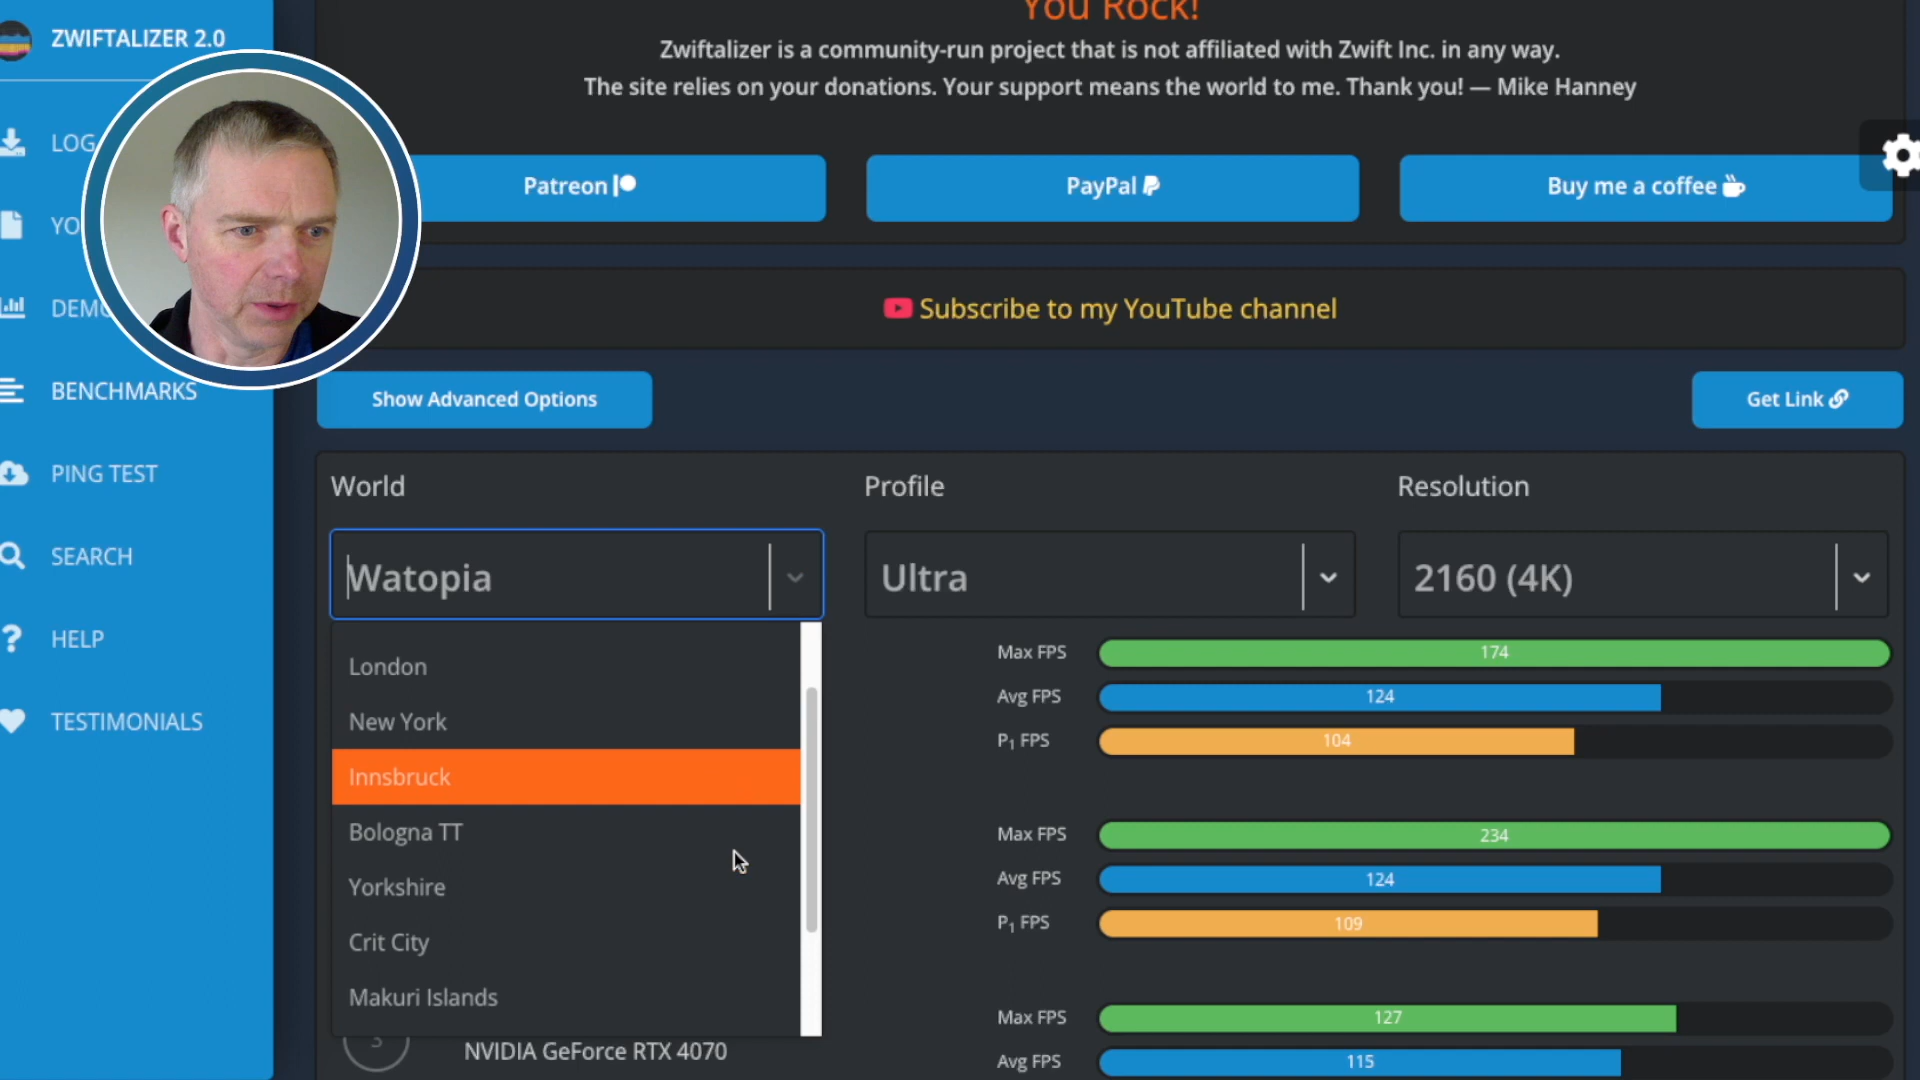 You Rock!
Zwiftalizer is a community-run project that is not affiliated with Zwift Inc. in any way.
The site relies on your donations. Your support means the world to me. Thank you! — Mike Hanney
ZWIFTALIZER 2.0
LOG
YO
DEMO
BENCHMARKS
PING TEST
SEARCH
HELP
TESTIMONIALS
Patreon
PayPal
Buy me a coffee
Subscribe to my YouTube channel
Show Advanced Options
Get Link
World
Profile
Resolution
Watopia
Ultra
2160 (4K)
London
New York
Innsbruck
Bologna TT
Yorkshire
Crit City
Makuri Islands
Max FPS 174
Avg FPS 124
P1 FPS 104
Max FPS 234
Avg FPS 124
P1 FPS 109
3
NVIDIA GeForce RTX 4070
Max FPS 127
Avg FPS 115